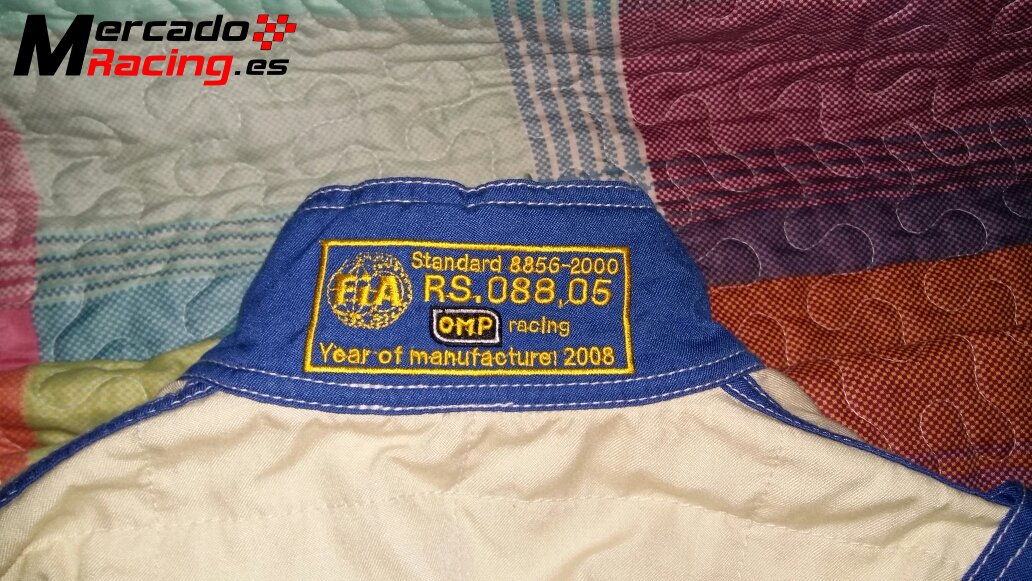 Mercado
Racing.es
Standard 8856-2000
FiA RS.088.05
OMP racing
Year of manufacture: 2008